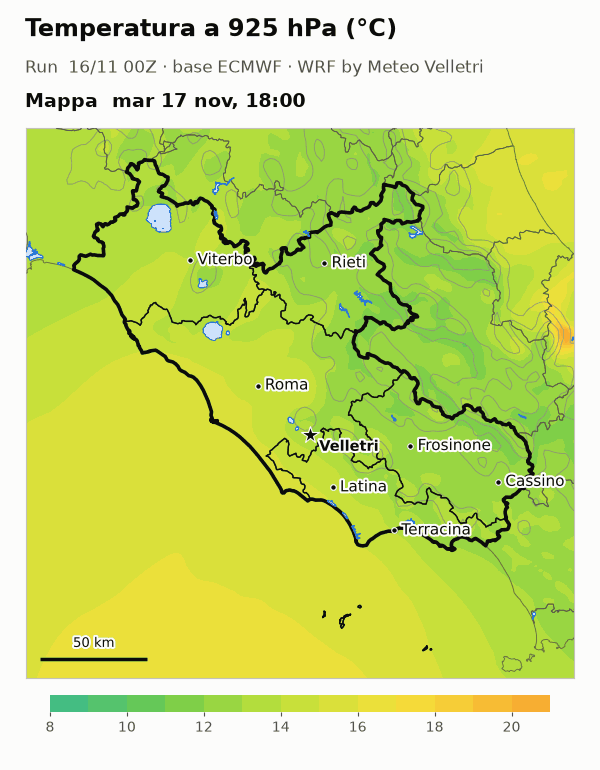 Temperatura a 925 hPa (°C)
Run  16/11 00Z · base ECMWF · WRF by Meteo Velletri
Mappa  mar 17 nov, 18:00
Viterbo
Rieti
Roma
Velletri
Frosinone
Latina
Cassino
Terracina
50 km
8 10 12 14 16 18 20